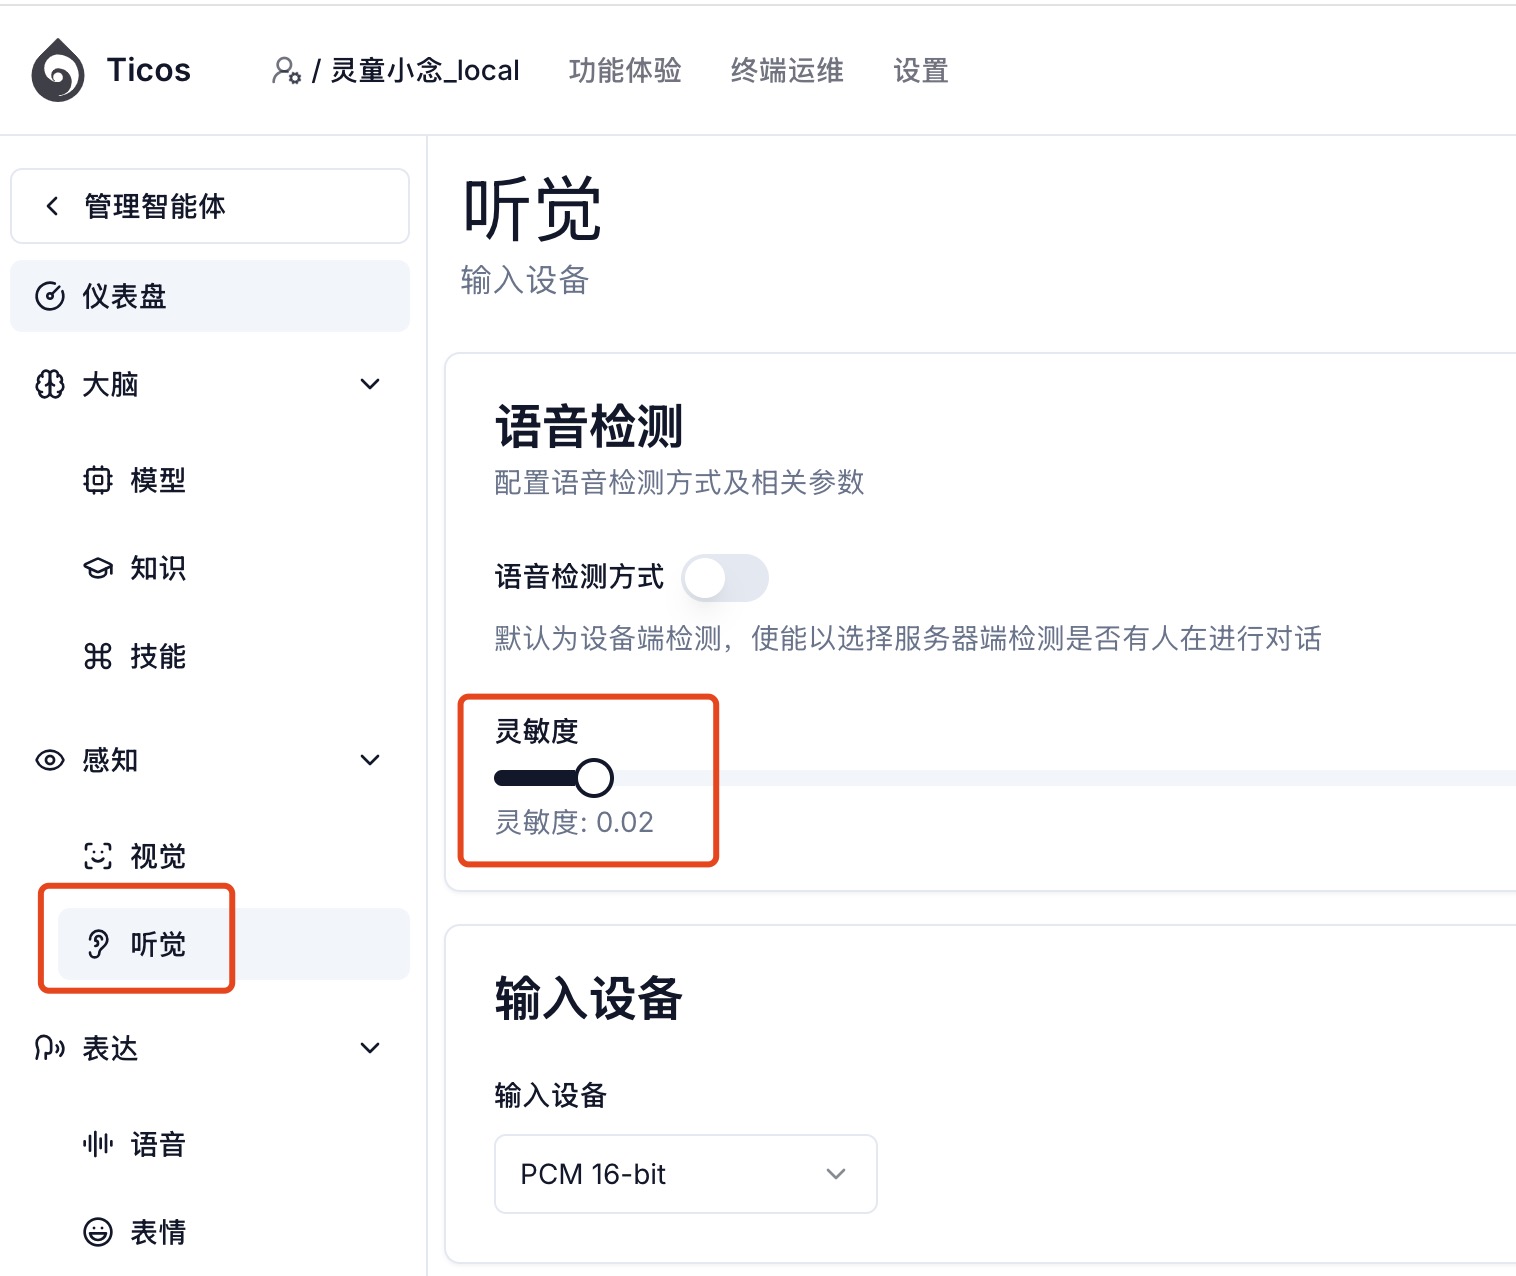 Ticos
/ 灵童小念_local
功能体验
终端运维
设置
管理智能体
仪表盘
大脑
模型
知识
技能
感知
视觉
听觉
表达
语音
表情
听觉
输入设备
语音检测
配置语音检测方式及相关参数
语音检测方式
默认为设备端检测，使能以选择服务器端检测是否有人在进行对话
灵敏度
灵敏度: 0.02
输入设备
输入设备
PCM 16-bit